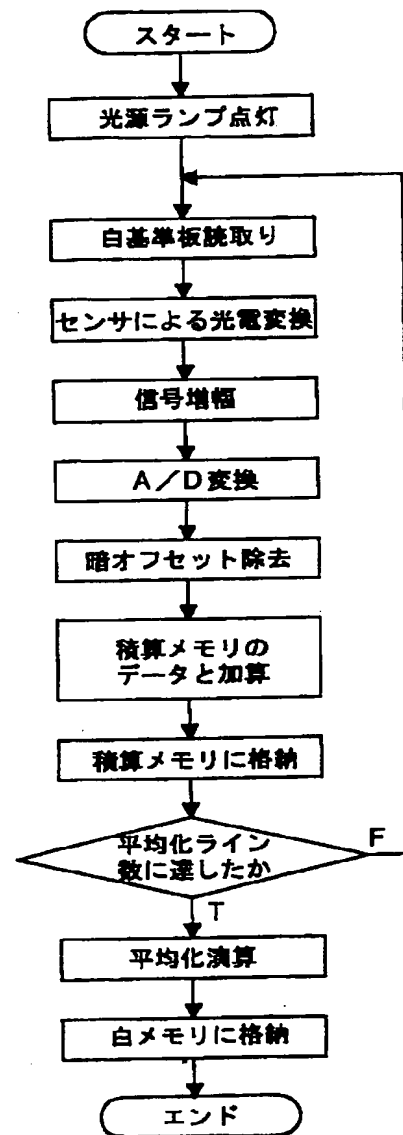 スタート
光源ランプ点灯
白基準板読取り
センサによる光電変換
信号増幅
A/D変換
暗オフセット除去
積算メモリの
データと加算
積算メモリに格納
平均化ライン
数に達したか
F
T
平均化演算
白メモリに格納
エンド